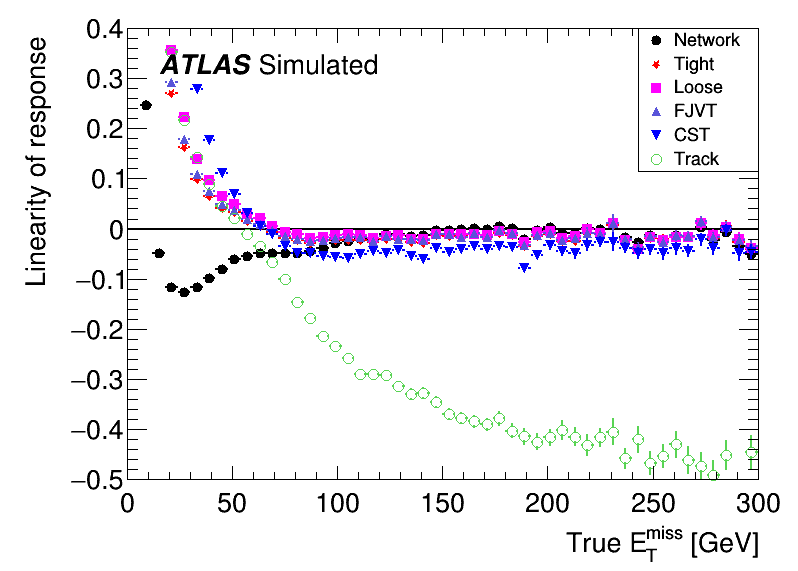 ATLAS Simulated
Network
Tight
Loose
FJVT
CST
Track
Linearity of response
0.4
0.3
0.2
0.1
0
−0.1
−0.2
−0.3
−0.4
−0.5
0 50 100 150 200 250 300
True E_T^miss [GeV]